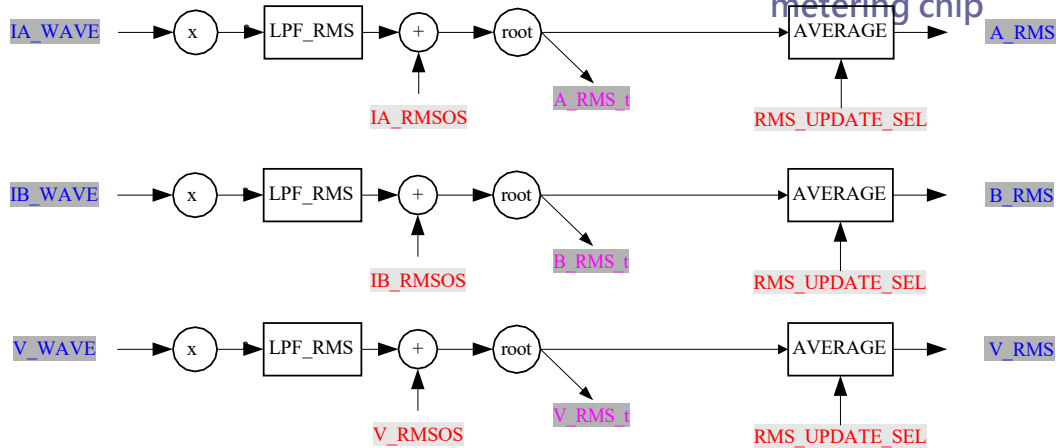 metering chip
IA_WAVE x LPF_RMS + root AVERAGE A_RMS
A_RMS_t
IA_RMSOS RMS_UPDATE_SEL
IB_WAVE x LPF_RMS + root AVERAGE B_RMS
B_RMS_t
IB_RMSOS RMS_UPDATE_SEL
V_WAVE x LPF_RMS + root AVERAGE V_RMS
V_RMS_t
V_RMSOS RMS_UPDATE_SEL